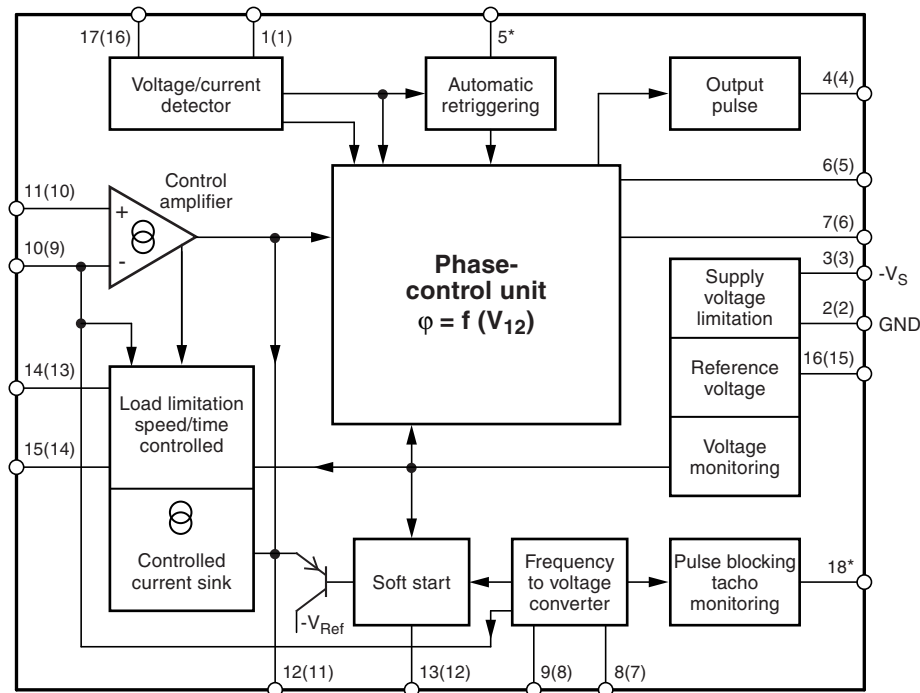 17(16)
1(1)
5*
Voltage/current
detector
Automatic
retriggering
Output
pulse
4(4)
11(10)
Control
amplifier
+
-
10(9)
6(5)
7(6)
Phase-
control unit
φ = f (V12)
3(3)
-VS
Supply
voltage
limitation
2(2)
GND
16(15)
Reference
voltage
Voltage
monitoring
14(13)
Load limitation
speed/time
controlled
15(14)
Controlled
current sink
-VRef
Soft start
Frequency
to voltage
converter
Pulse blocking
tacho
monitoring
18*
12(11)
13(12)
9(8)
8(7)